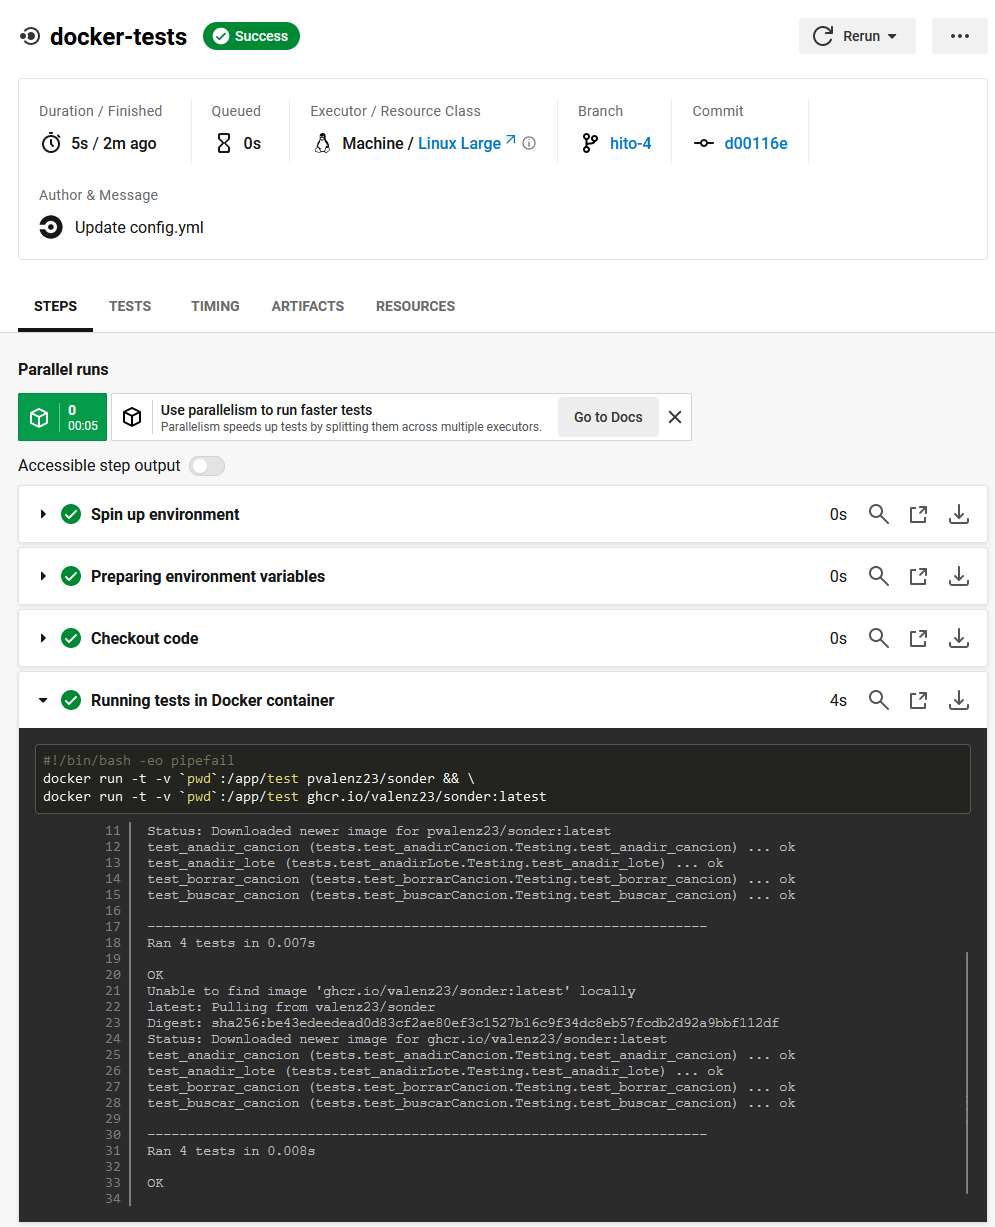 docker-tests Success Rerun
Duration / Finished Queued Executor / Resource Class Branch Commit
5s / 2m ago 0s Machine / Linux Large hito-4 d00116e
Author & Message
Update config.yml
STEPS TESTS TIMING ARTIFACTS RESOURCES
Parallel runs
0
00:05
Use parallelism to run faster tests
Parallelism speeds up tests by splitting them across multiple executors.
Go to Docs
Accessible step output
Spin up environment 0s
Preparing environment variables 0s
Checkout code 0s
Running tests in Docker container 4s
#!/bin/bash -eo pipefail
docker run -t -v `pwd`:/app/test pvalenz23/sonder && \
docker run -t -v `pwd`:/app/test ghcr.io/valenz23/sonder:latest
11 Status: Downloaded newer image for pvalenz23/sonder:latest
12 test_anadir_cancion (tests.test_anadirCancion.Testing.test_anadir_cancion) ... ok
13 test_anadir_lote (tests.test_anadirLote.Testing.test_anadir_lote) ... ok
14 test_borrar_cancion (tests.test_borrarCancion.Testing.test_borrar_cancion) ... ok
15 test_buscar_cancion (tests.test_buscarCancion.Testing.test_buscar_cancion) ... ok
16
17 ----------------------------------------------------------------------
18 Ran 4 tests in 0.007s
19
20 OK
21 Unable to find image 'ghcr.io/valenz23/sonder:latest' locally
22 latest: Pulling from valenz23/sonder
23 Digest: sha256:be43edeedead0d83cf2ae80ef3c1527b16c9f34dc8eb57fcdb2d92a9bbf112df
24 Status: Downloaded newer image for ghcr.io/valenz23/sonder:latest
25 test_anadir_cancion (tests.test_anadirCancion.Testing.test_anadir_cancion) ... ok
26 test_anadir_lote (tests.test_anadirLote.Testing.test_anadir_lote) ... ok
27 test_borrar_cancion (tests.test_borrarCancion.Testing.test_borrar_cancion) ... ok
28 test_buscar_cancion (tests.test_buscarCancion.Testing.test_buscar_cancion) ... ok
29
30 ----------------------------------------------------------------------
31 Ran 4 tests in 0.008s
32
33 OK
34